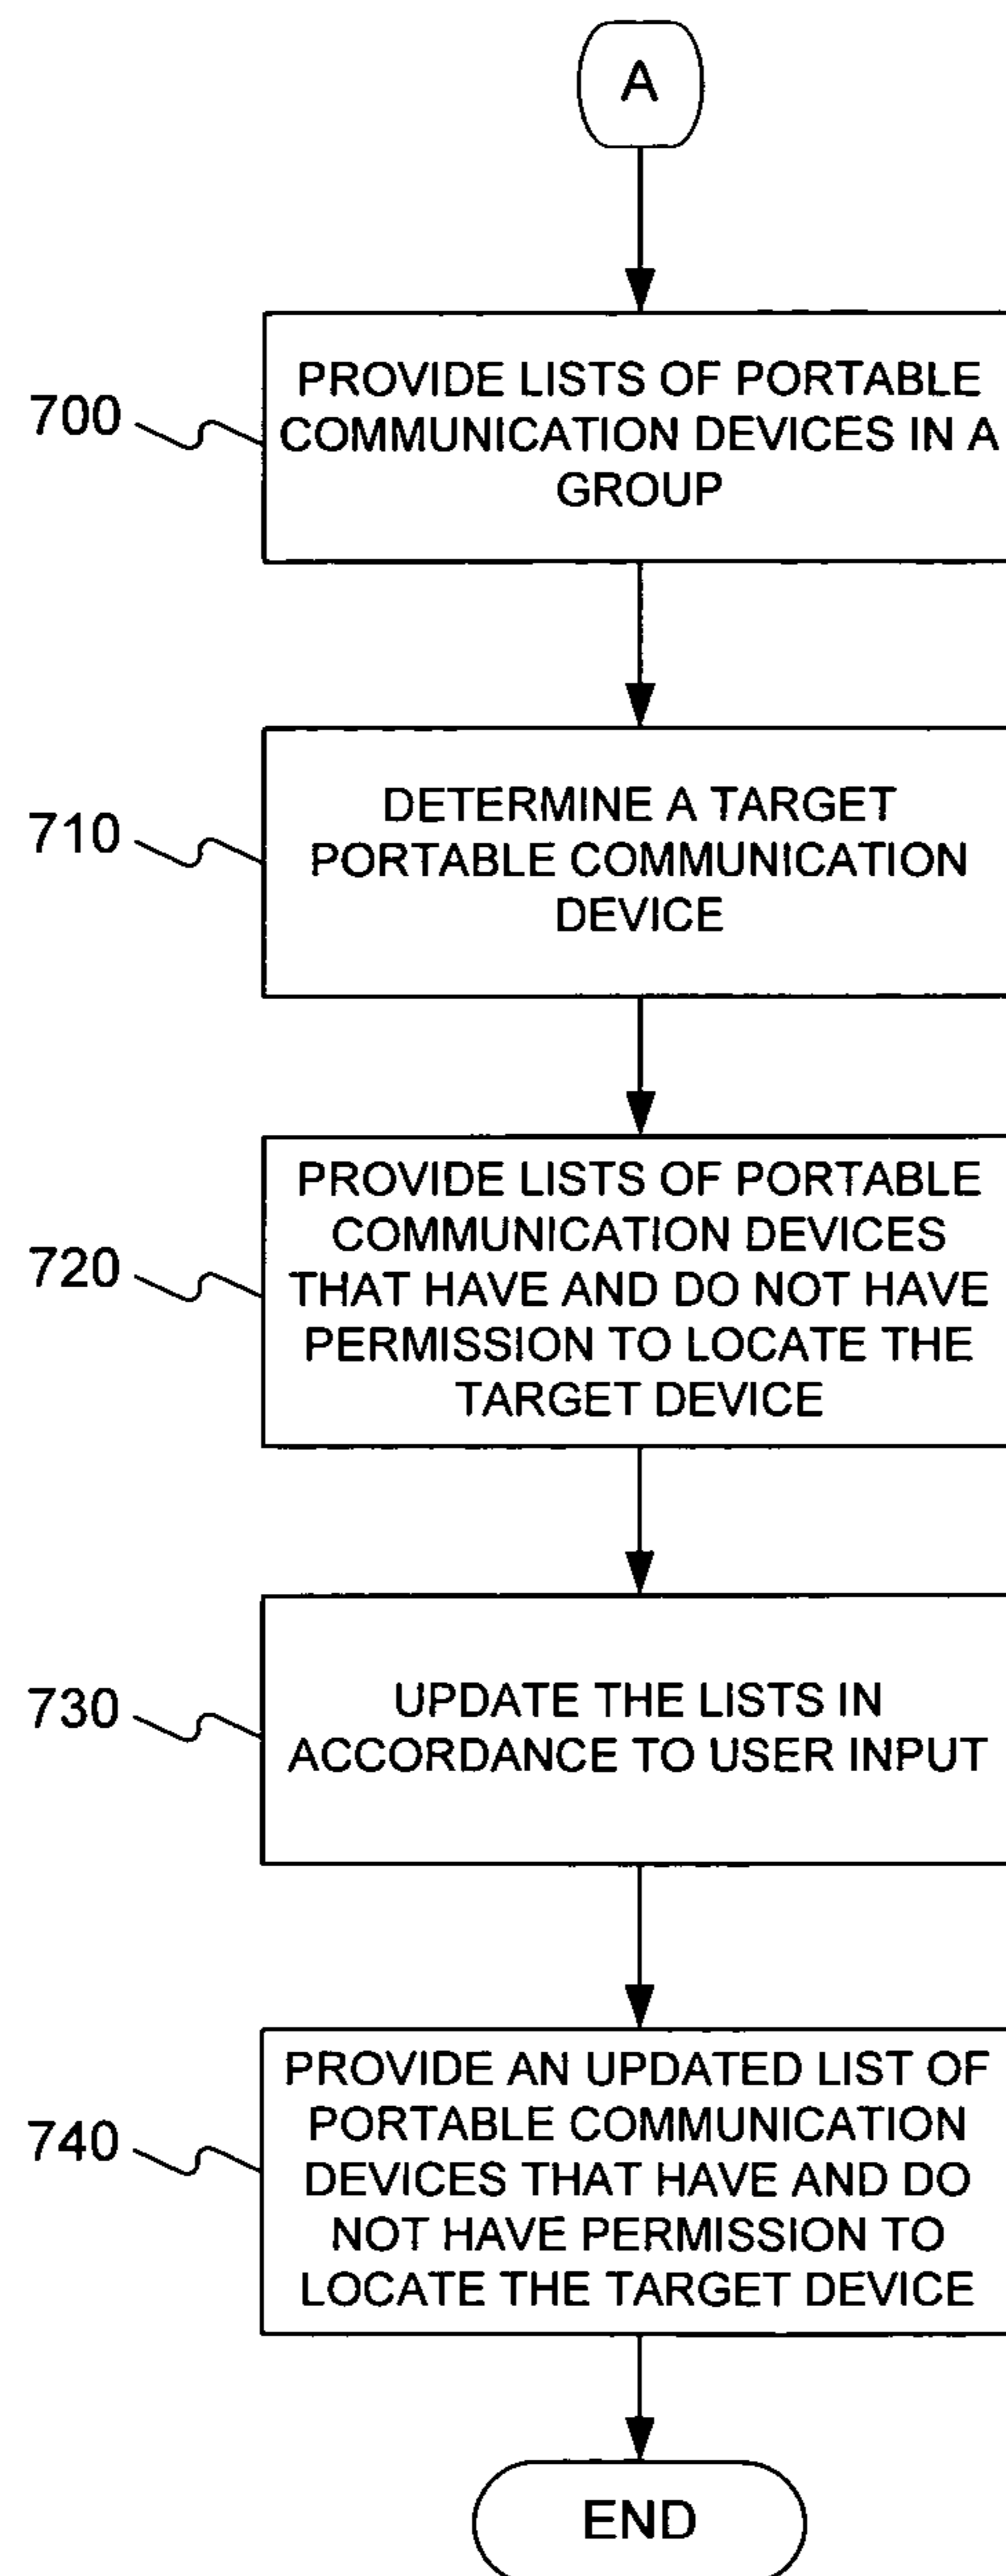 A
700
PROVIDE LISTS OF PORTABLE
COMMUNICATION DEVICES IN A
GROUP
710
DETERMINE A TARGET
PORTABLE COMMUNICATION
DEVICE
720
PROVIDE LISTS OF PORTABLE
COMMUNICATION DEVICES
THAT HAVE AND DO NOT HAVE
PERMISSION TO LOCATE THE
TARGET DEVICE
730
UPDATE THE LISTS IN
ACCORDANCE TO USER INPUT
740
PROVIDE AN UPDATED LIST OF
PORTABLE COMMUNICATION
DEVICES THAT HAVE AND DO
NOT HAVE PERMISSION TO
LOCATE THE TARGET DEVICE
END